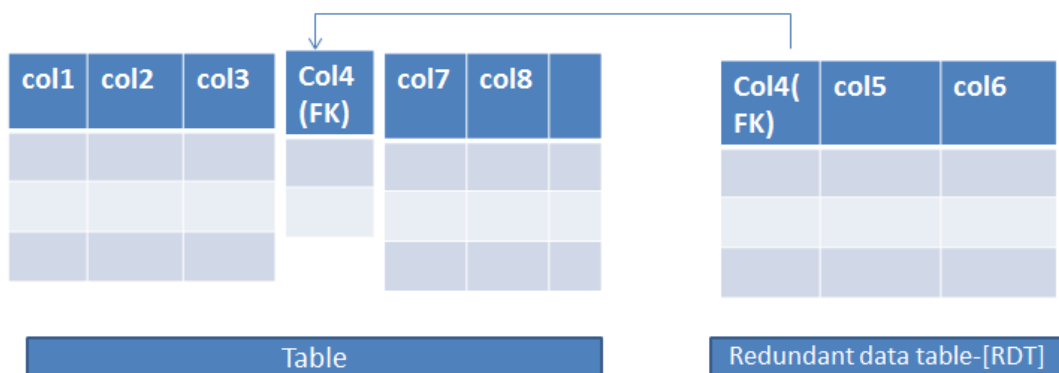 col1 col2 col3 Col4 (FK) col7 col8
Col4( FK) col5 col6
Table
Redundant data table-[RDT]